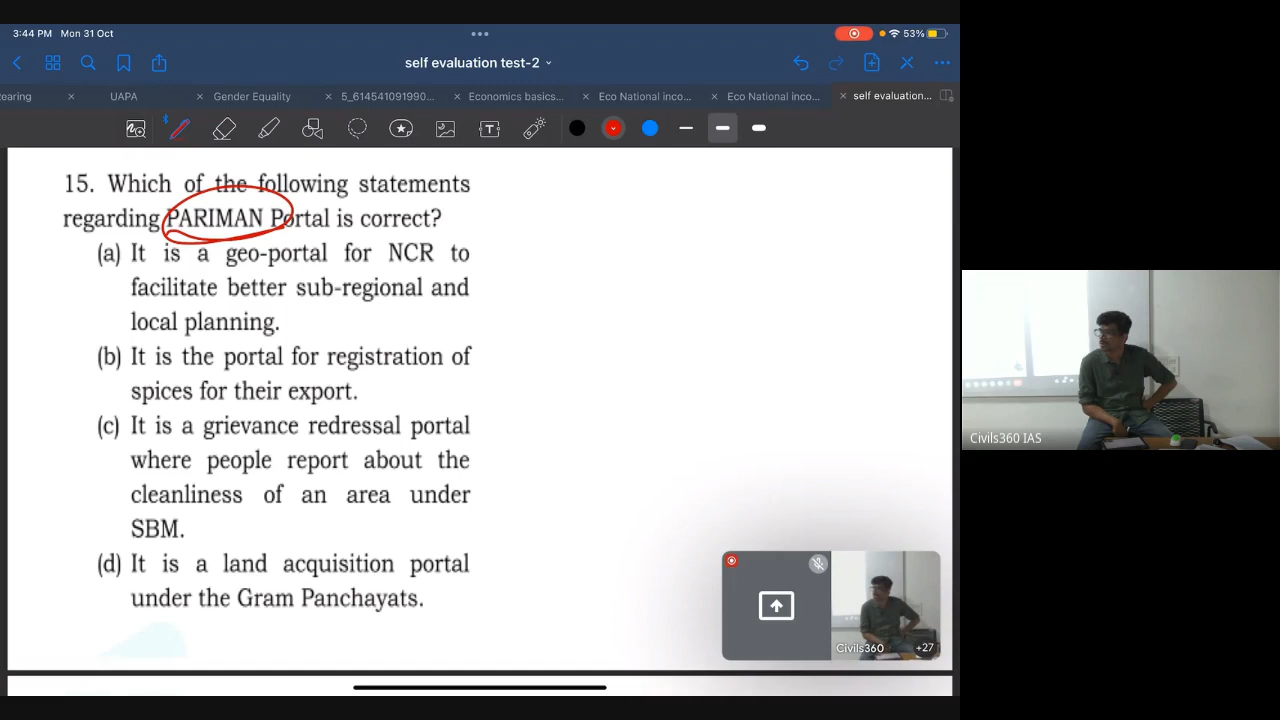 3:44 PM Mon 31 Oct
53%
self evaluation test-2
earing
UAPA
Gender Equality
5_614541091990...
Economics basics...
Eco National inco...
Eco National inco...
self evaluation...
15. Which of the following statements
regarding PARIMAN Portal is correct?
(a) It is a geo-portal for NCR to
facilitate better sub-regional and
local planning.
(b) It is the portal for registration of
spices for their export.
(c) It is a grievance redressal portal
where people report about the
cleanliness of an area under
SBM.
(d) It is a land acquisition portal
under the Gram Panchayats.
Civils360 IAS
Civils360
+27